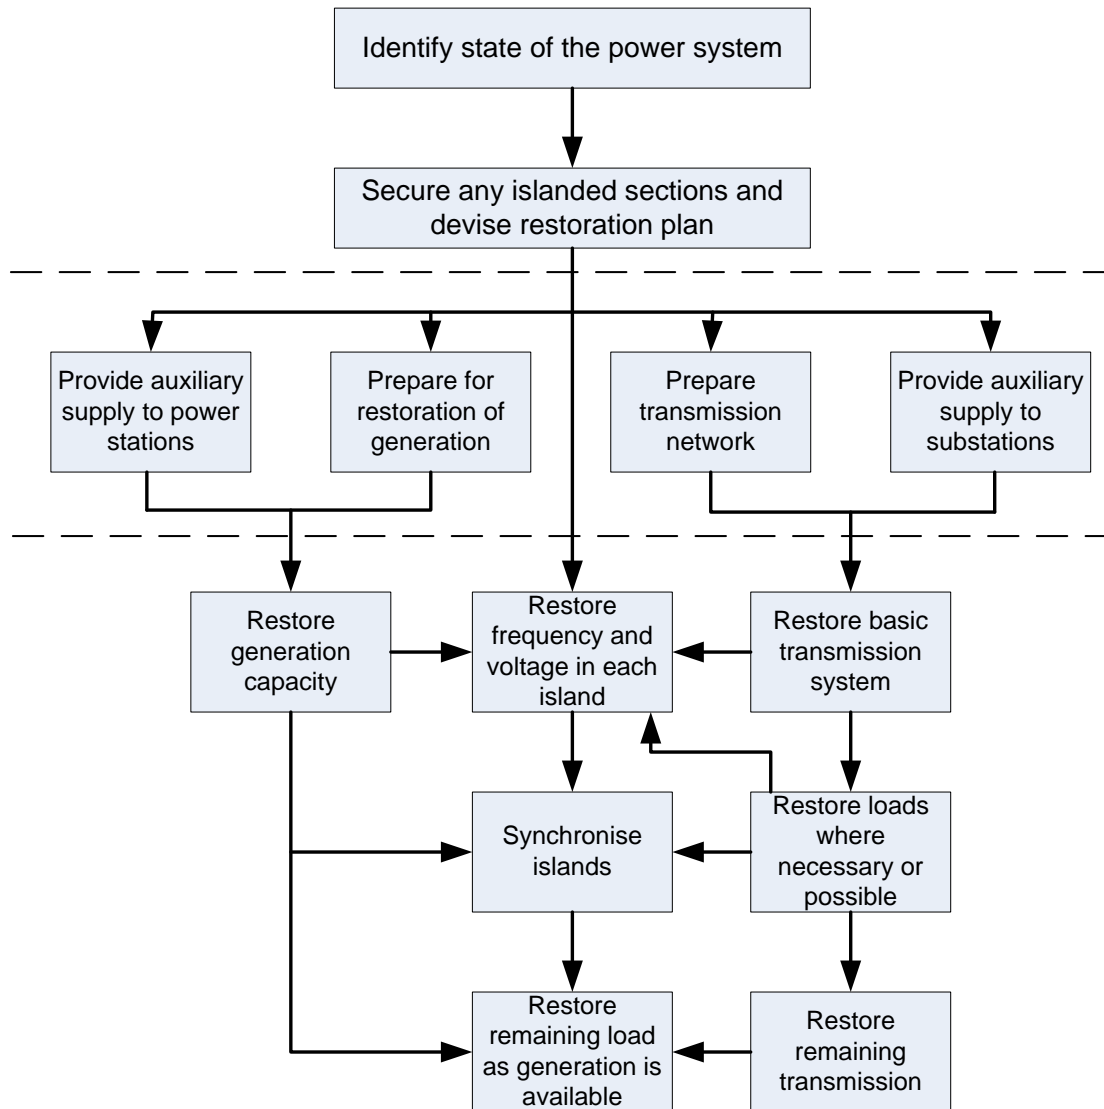 Identify state of the power system
Secure any islanded sections and
devise restoration plan
Provide auxiliary
supply to power
stations
Prepare for
restoration of
generation
Prepare
transmission
network
Provide auxiliary
supply to
substations
Restore
generation
capacity
Restore
frequency and
voltage in each
island
Restore basic
transmission
system
Synchronise
islands
Restore loads
where
necessary or
possible
Restore
remaining load
as generation is
available
Restore
remaining
transmission